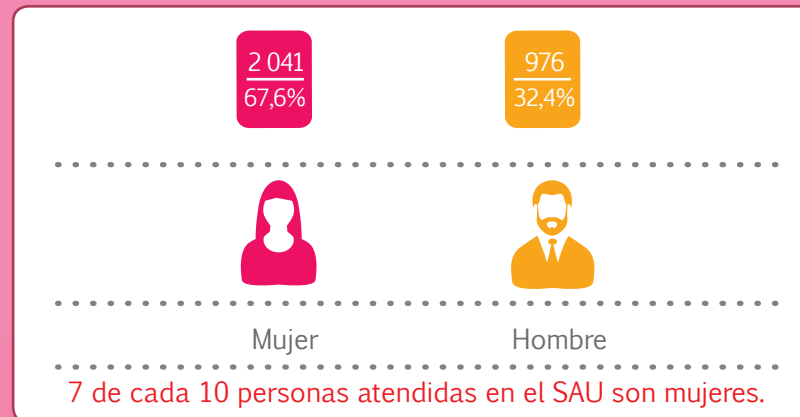 2 041
67,6%
976
32,4%
Mujer
Hombre
7 de cada 10 personas atendidas en el SAU son mujeres.